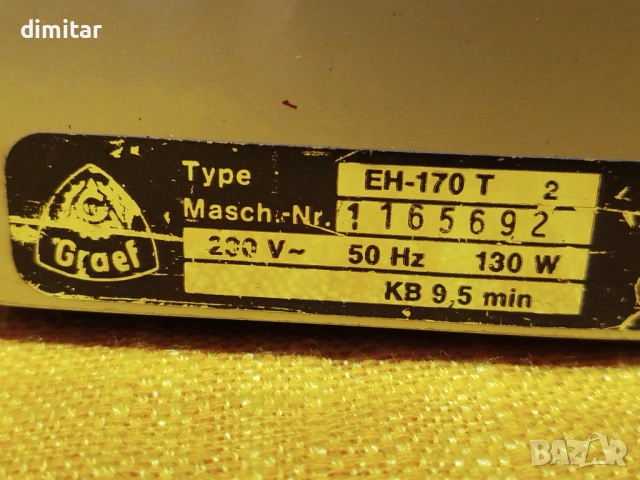 dimitar
Graef
Type EH-170 T 2
Masch.-Nr. 1165692
230 V~ 50 Hz 130 W
KB 9,5 min
BAZAR